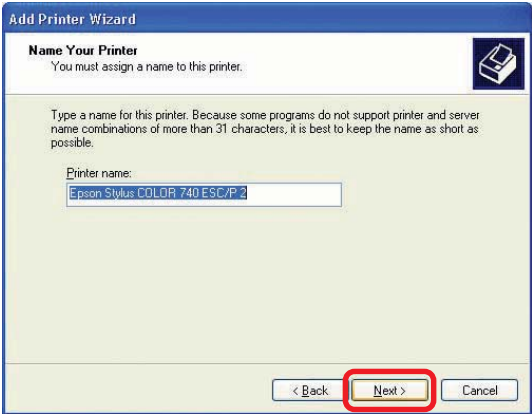 Add Printer Wizard
Name Your Printer
You must assign a name to this printer.
Type a name for this printer. Because some programs do not support printer and server
name combinations of more than 31 characters, it is best to keep the name as short as
possible.
Printer name:
Epson Stylus COLOR 740 ESC/P 2
< Back
Next >
Cancel